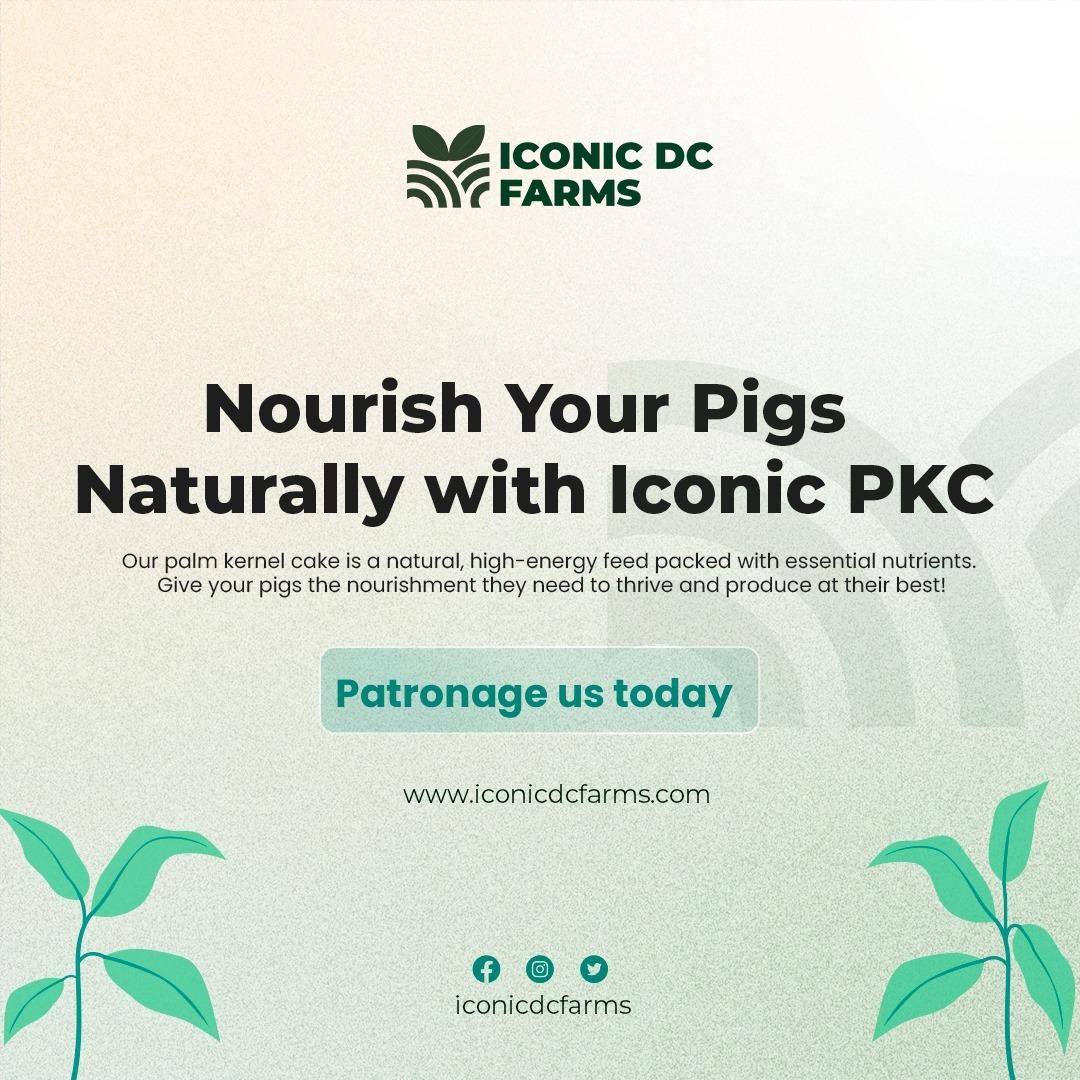 ICONIC DC
FARMS
Nourish Your Pigs
Naturally with Iconic PKC
Our palm kernel cake is a natural, high-energy feed packed with essential nutrients.
Give your pigs the nourishment they need to thrive and produce at their best!
Patronage us today
www.iconicdcfarms.com
iconicdcfarms